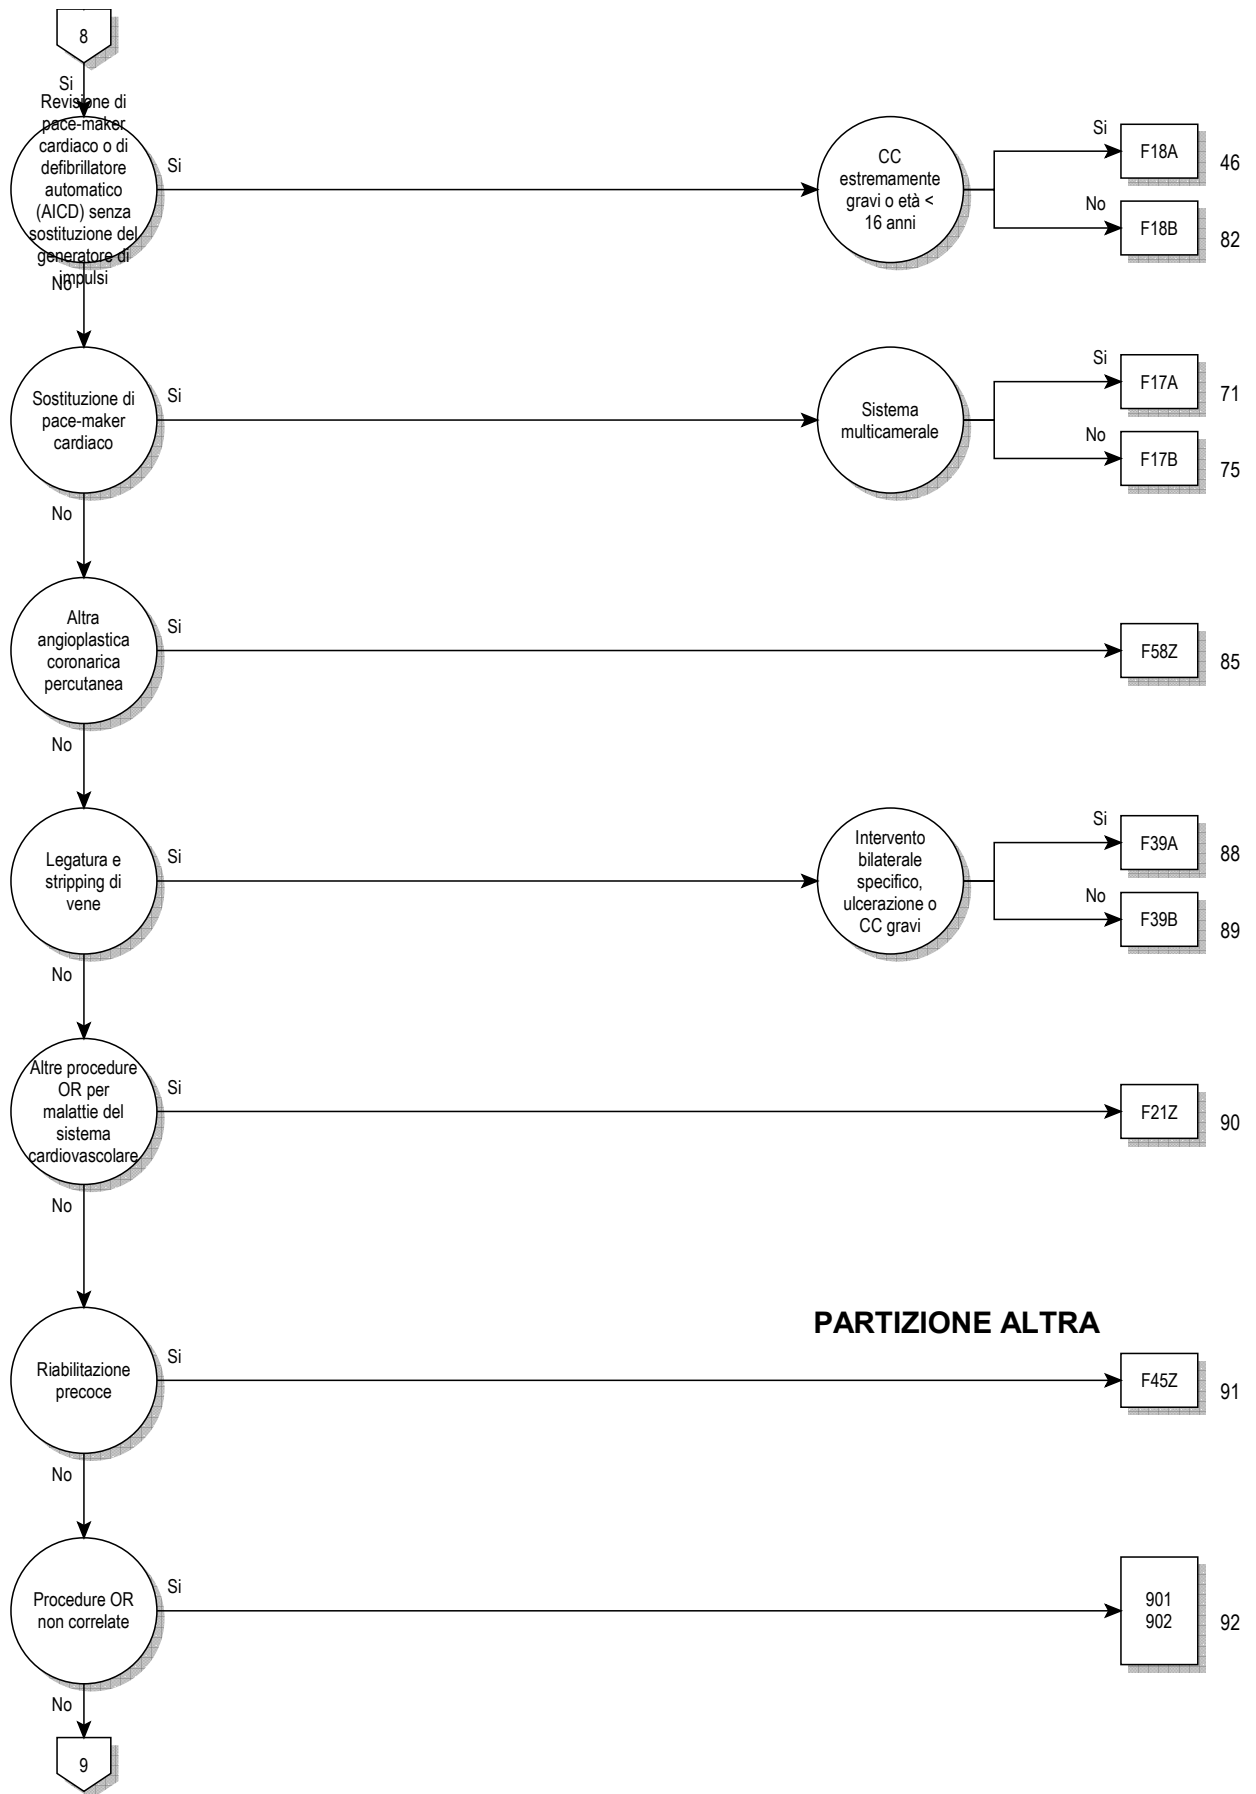 8
Si
Revisione di
pace-maker
cardiaco o di
defibrillatore
automatico
(AICD) senza
sostituzione del
generatore di
impulsi
Si
CC
estremamente
gravi o età <
16 anni
Si
F18A
46
No
F18B
82
No
Sostituzione di
pace-maker
cardiaco
Si
Sistema
multicamerale
Si
F17A
71
No
F17B
75
No
Altra
angioplastica
coronarica
percutanea
Si
F58Z
85
No
Legatura e
stripping di
vene
Si
Intervento
bilaterale
specifico,
ulcerazione o
CC gravi
Si
F39A
88
No
F39B
89
No
Altre procedure
OR per
malattie del
sistema
cardiovascolare
Si
F21Z
90
No
PARTIZIONE ALTRA
Riabilitazione
precoce
Si
F45Z
91
No
Procedure OR
non correlate
Si
901
902
92
No
9